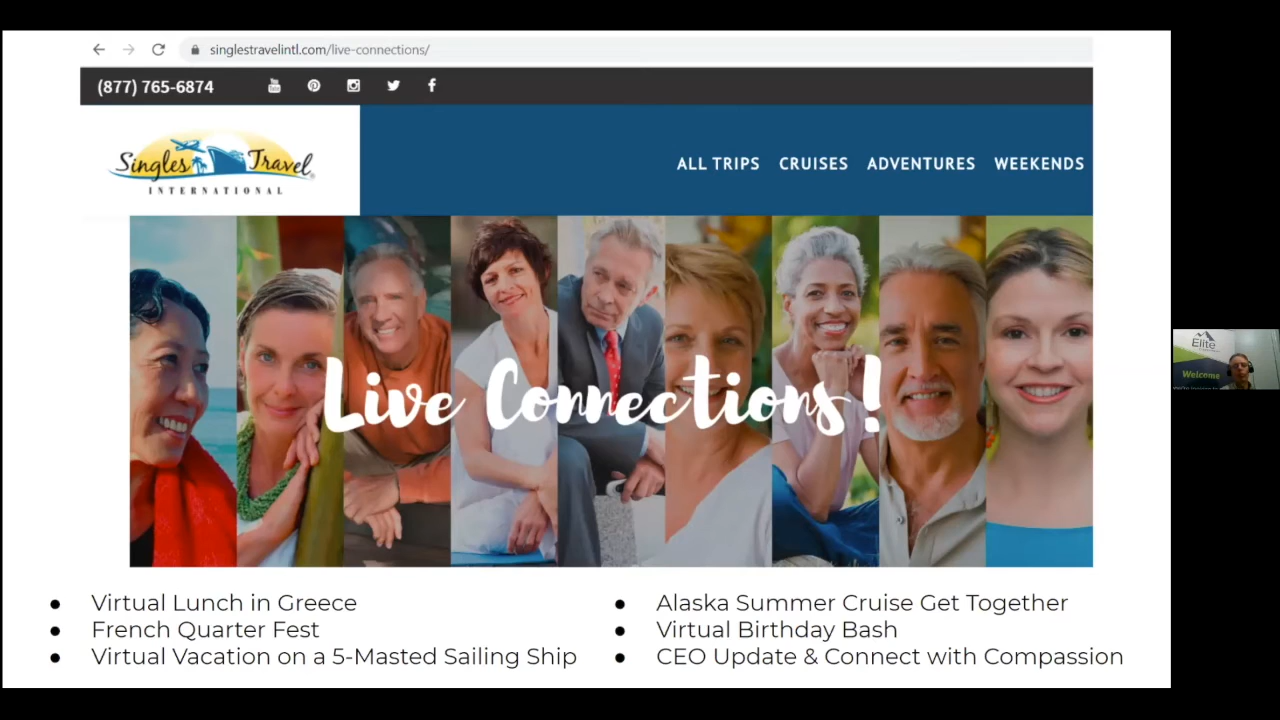 singlestravelintl.com/live-connections/
(877) 765-6874
Singles Travel
INTERNATIONAL
ALL TRIPS CRUISES ADVENTURES WEEKENDS
Live Connections!
Elite
Welcome
• Virtual Lunch in Greece
• French Quarter Fest
• Virtual Vacation on a 5-Masted Sailing Ship
• Alaska Summer Cruise Get Together
• Virtual Birthday Bash
• CEO Update & Connect with Compassion